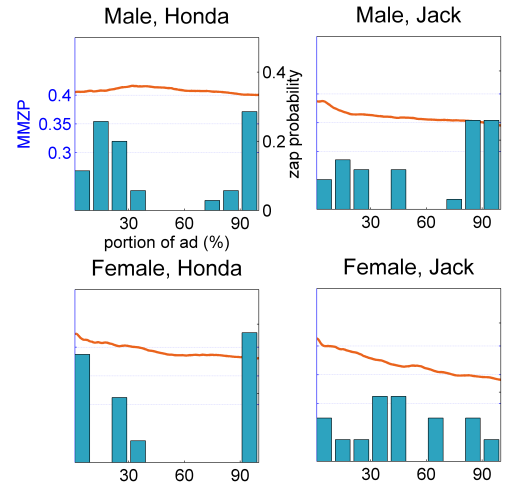 Male, Honda
Male, Jack
MMZP
0.4
0.35
0.3
0.4
0.2
0
zap probability
30 60 90
portion of ad (%)
30 60 90
Female, Honda
Female, Jack
30 60 90
30 60 90